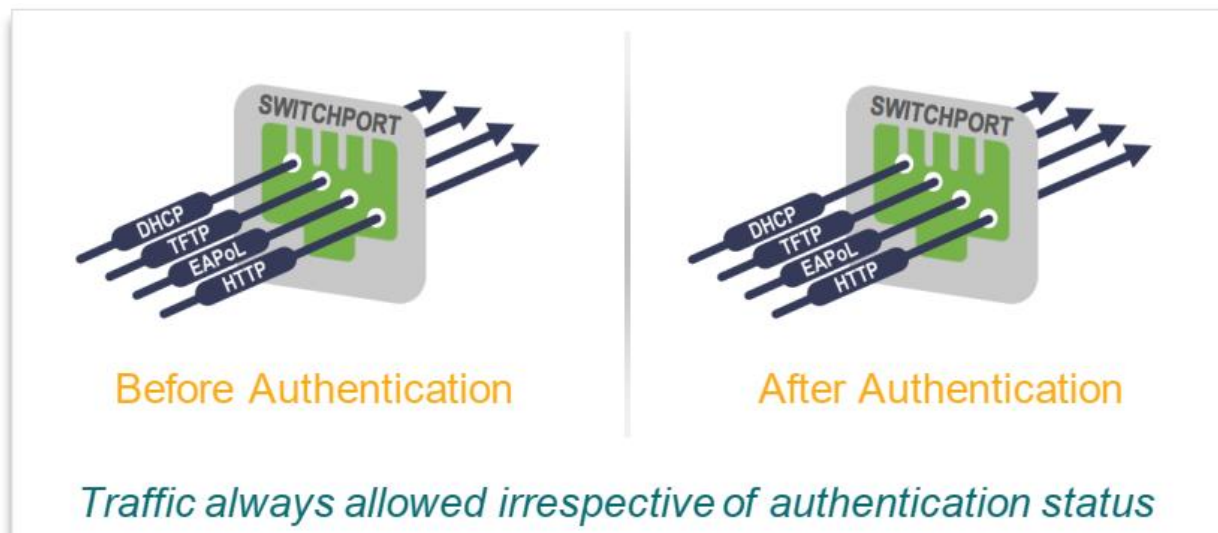 SWITCHPORT
DHCP
TFTP
EAPoL
HTTP
Before Authentication
SWITCHPORT
DHCP
TFTP
EAPoL
HTTP
After Authentication
Traffic always allowed irrespective of authentication status